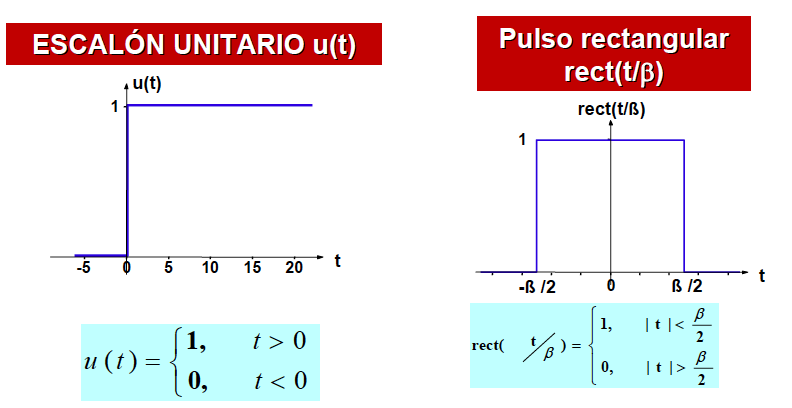 ESCALÓN UNITARIO u(t)
u(t)
1
-5 0 5 10 15 20 t
u(t) = { 1, t > 0
0, t < 0
Pulso rectangular
rect(t/β)
rect(t/ß)
1
-ß /2 0 ß /2 t
rect( t/β ) = { 1, | t | < β/2
0, | t | > β/2